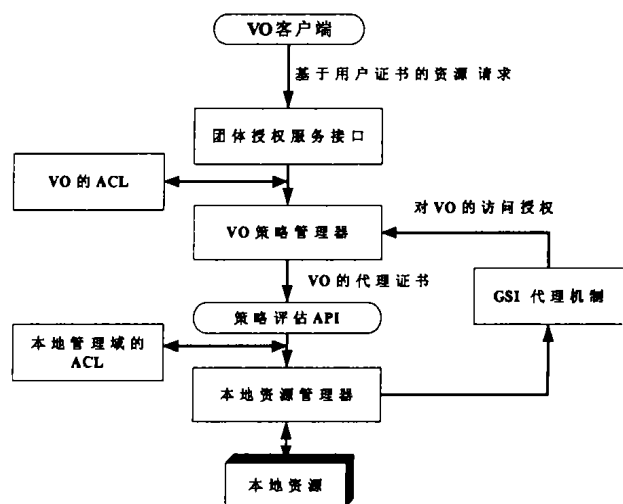 VO客户端
基于用户证书的资源请求
团体授权服务接口
VO的ACL
对VO的访问授权
VO策略管理器
VO的代理证书
GSI 代理机制
策略评估API
本地管理域的
ACL
本地资源管理器
本地资源